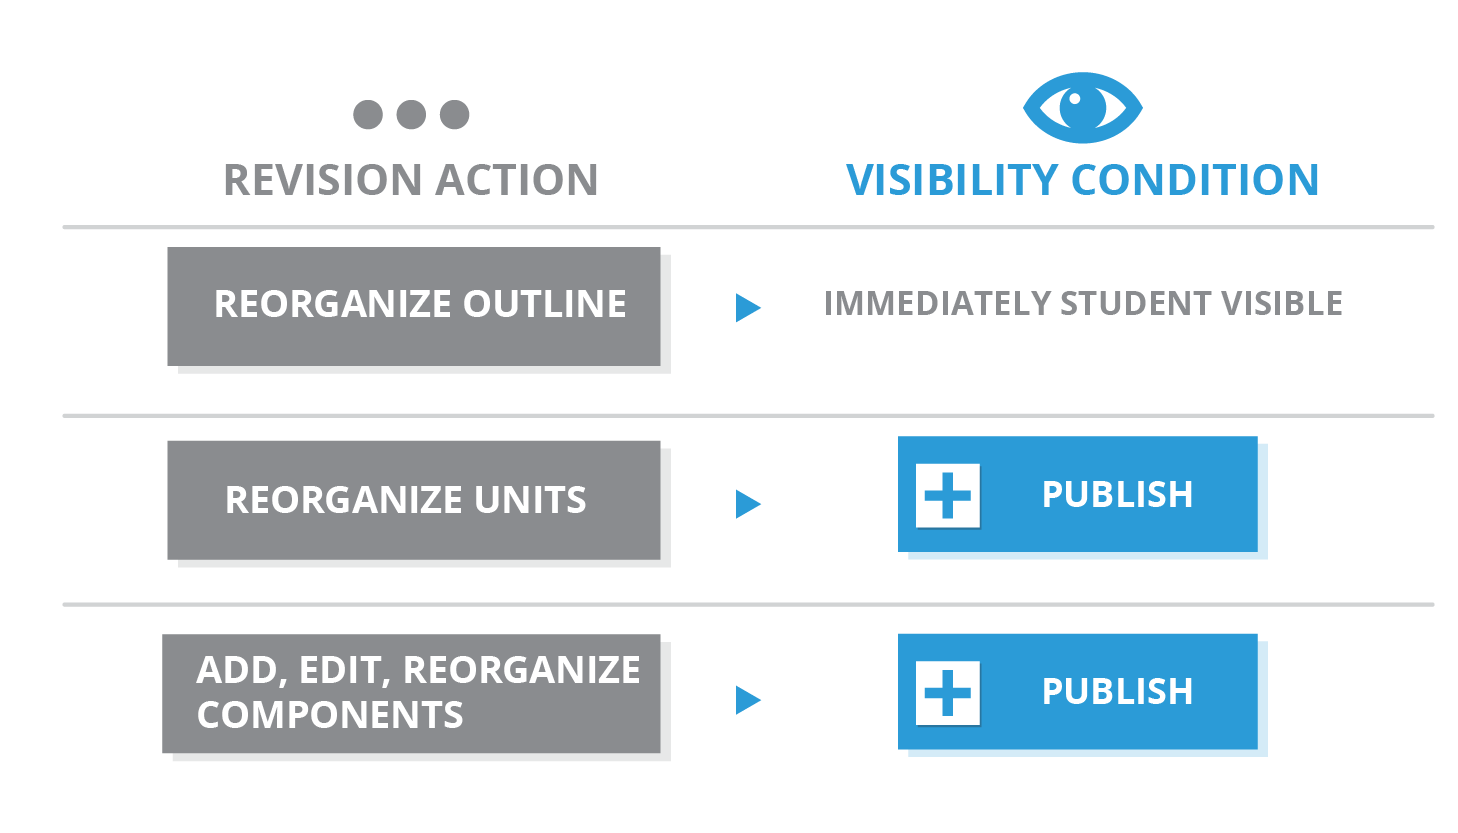 REVISION ACTION
VISIBILITY CONDITION
REORGANIZE OUTLINE
IMMEDIATELY STUDENT VISIBLE
REORGANIZE UNITS
PUBLISH
ADD, EDIT, REORGANIZE
COMPONENTS
PUBLISH